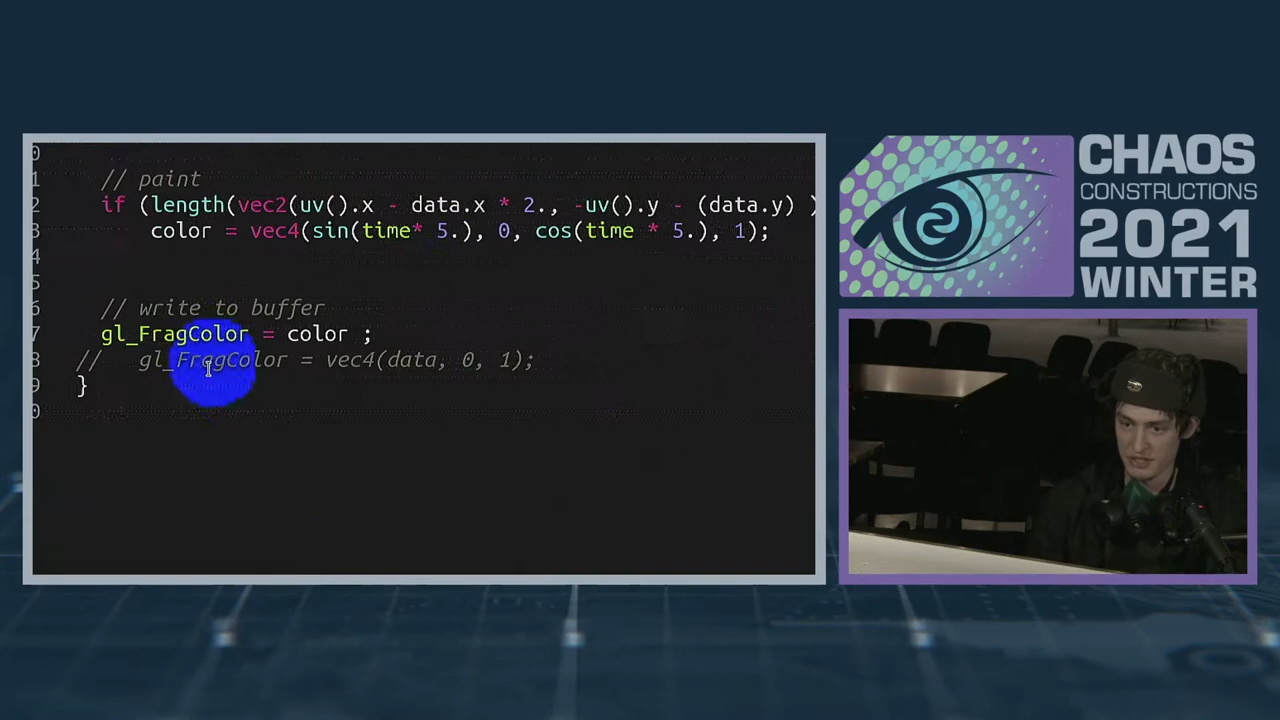 0
1 // paint
2 if (length(vec2(uv().x - data.x * 2., -uv().y - (data.y) )
3 color = vec4(sin(time* 5.), 0, cos(time * 5.), 1);
4
5
6 // write to buffer
7 gl_FragColor = color ;
8 // gl_FragColor = vec4(data, 0, 1);
9 }
0
CHAOS
CONSTRUCTIONS
2021
WINTER